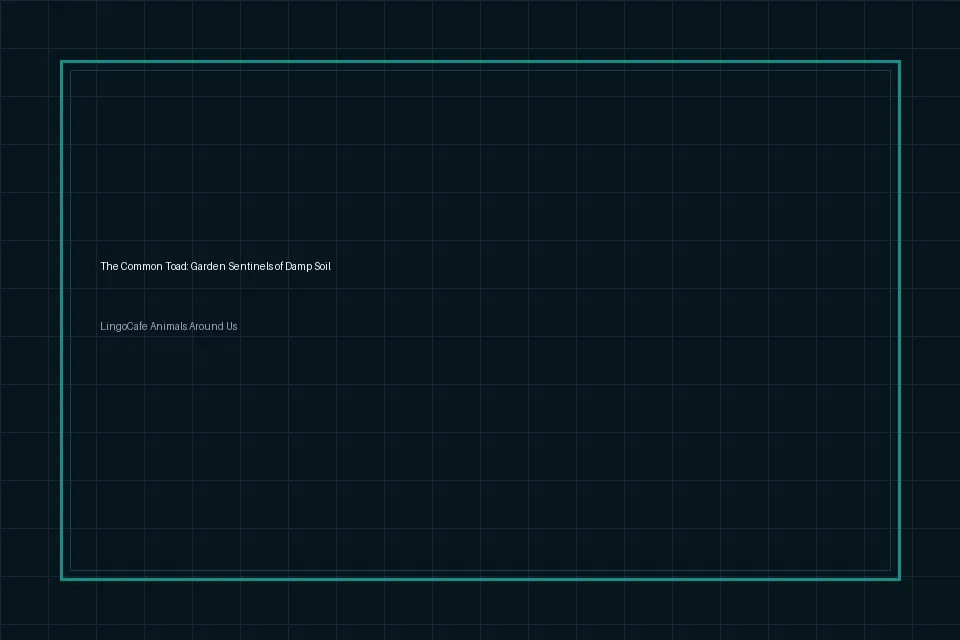 The Common Toad: Garden Sentinels of Damp Soil
LingoCafe Animals Around Us